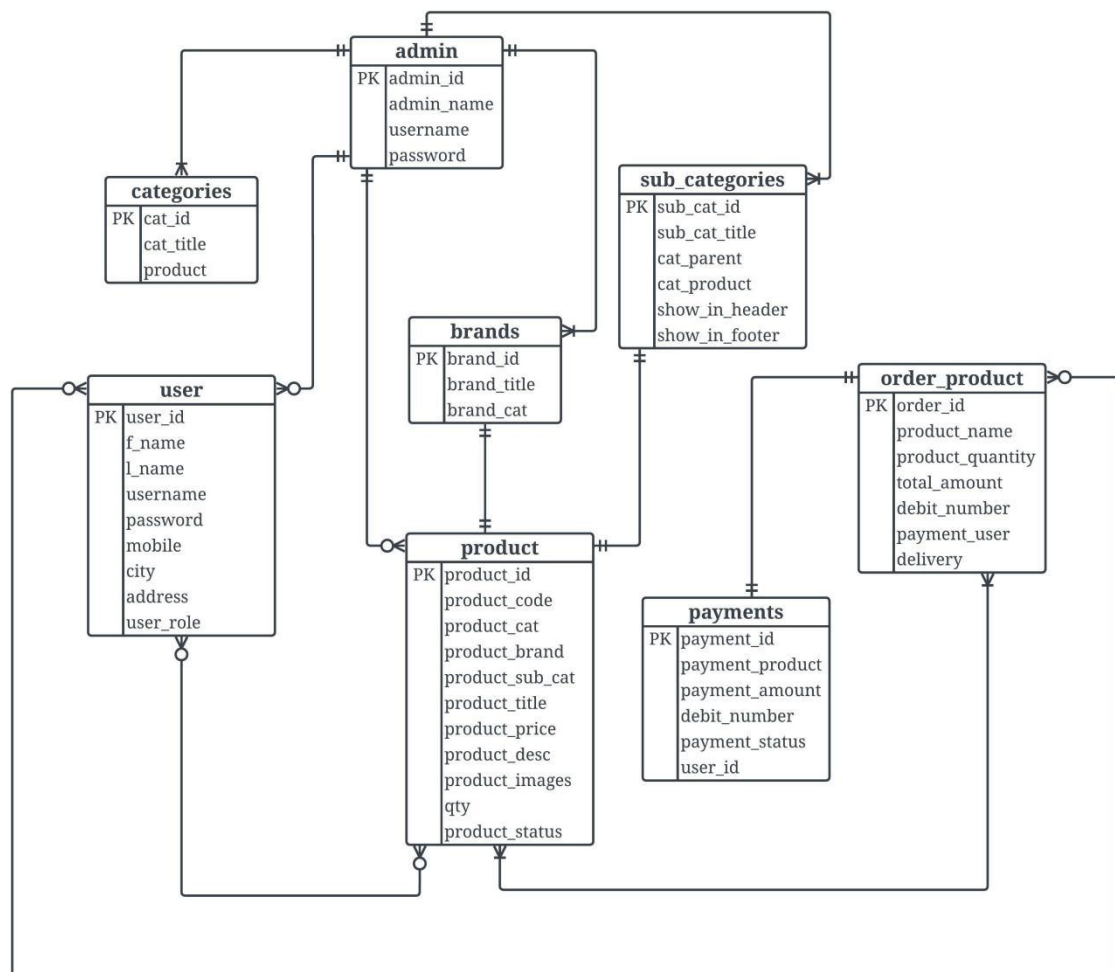 admin
PK admin_id
admin_name
username
password
categories
PK cat_id
cat_title
product
sub_categories
PK sub_cat_id
sub_cat_title
cat_parent
cat_product
show_in_header
show_in_footer
brands
PK brand_id
brand_title
brand_cat
user
PK user_id
f_name
l_name
username
password
mobile
city
address
user_role
order_product
PK order_id
product_name
product_quantity
total_amount
debit_number
payment_user
delivery
product
PK product_id
product_code
product_cat
product_brand
product_sub_cat
product_title
product_price
product_desc
product_images
qty
product_status
payments
PK payment_id
payment_product
payment_amount
debit_number
payment_status
user_id